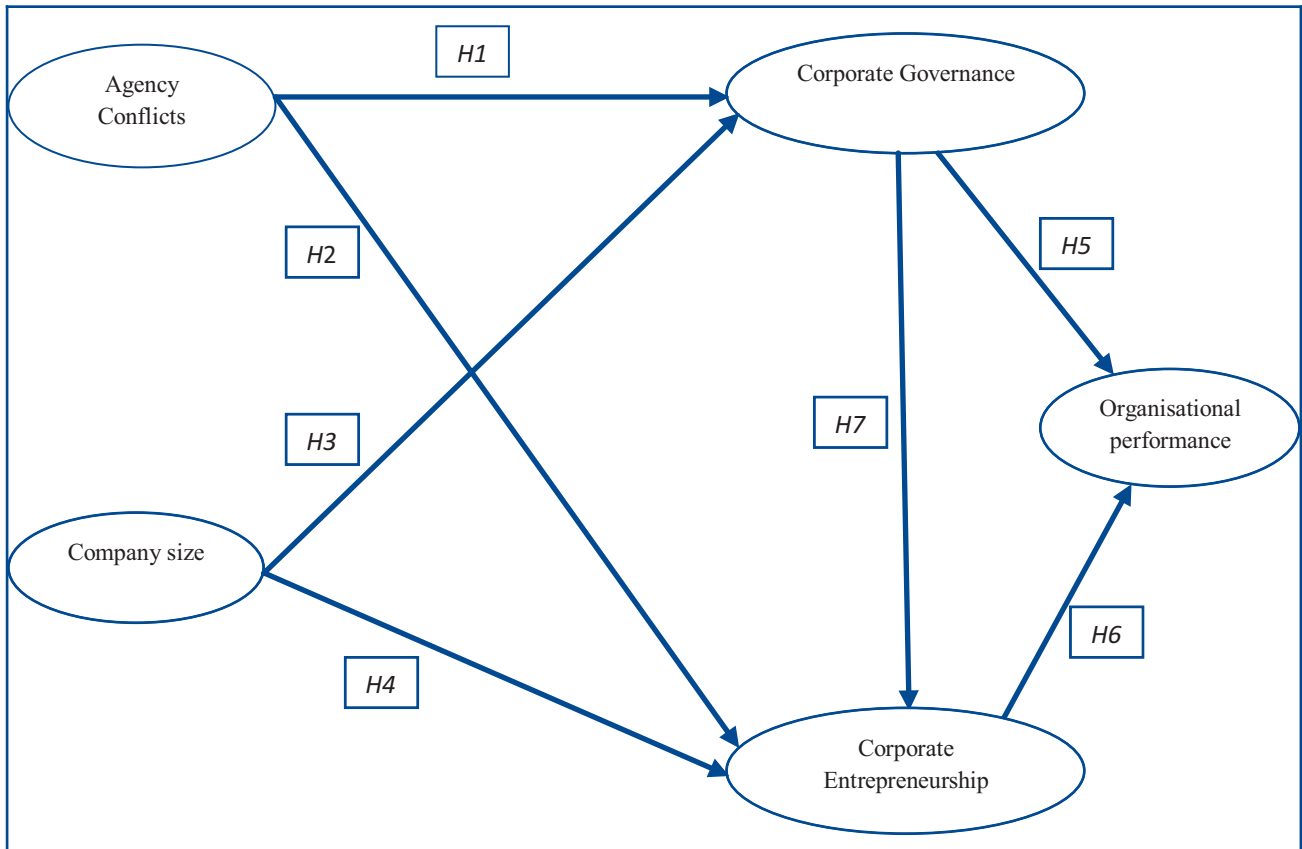 H1
Agency
Conflicts
Corporate Governance
H2
H5
H3
H7
Organisational
performance
Company size
H4
H6
Corporate
Entrepreneurship